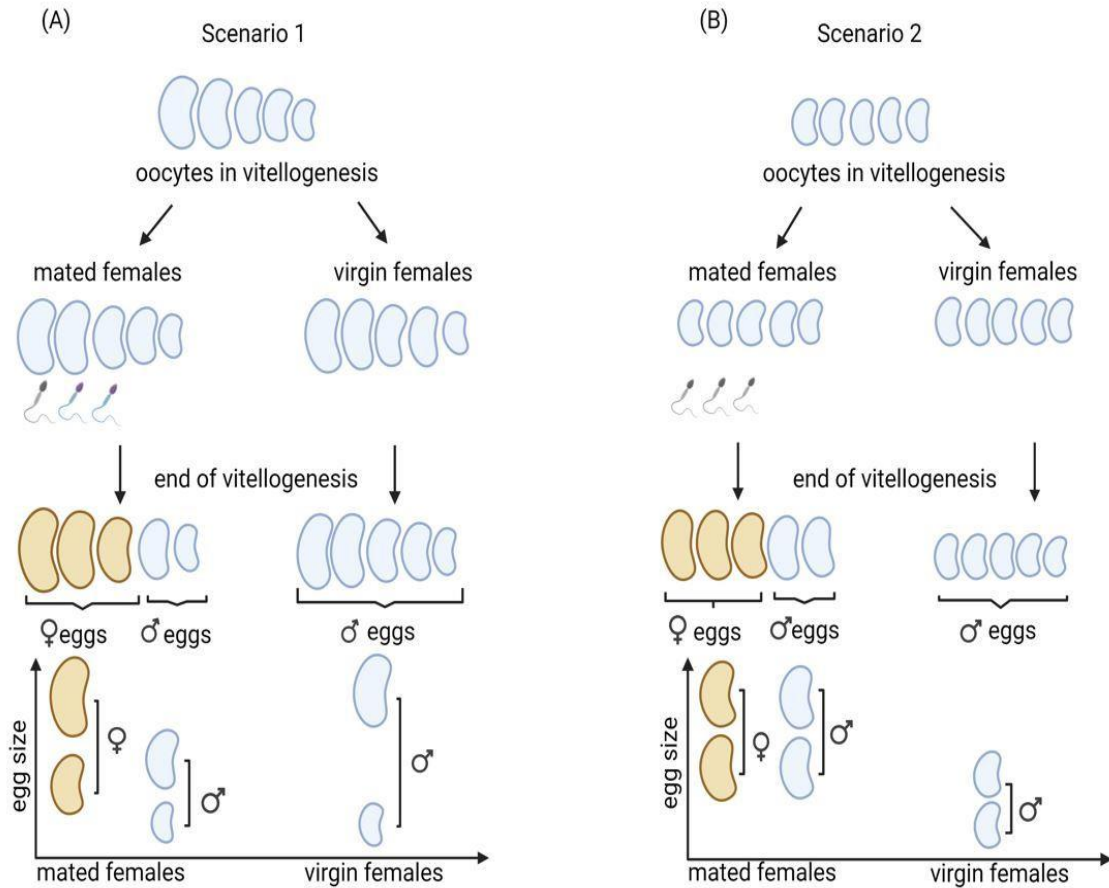 (A)
Scenario 1
oocytes in vitellogenesis
mated females
virgin females
end of vitellogenesis
♀eggs
♂ eggs
♂ eggs
egg size
♀
♂
♂
mated females
virgin females
(B)
Scenario 2
oocytes in vitellogenesis
mated females
virgin females
end of vitellogenesis
♀ eggs
♂eggs
♂ eggs
egg size
♀
♂
♂
mated females
virgin females